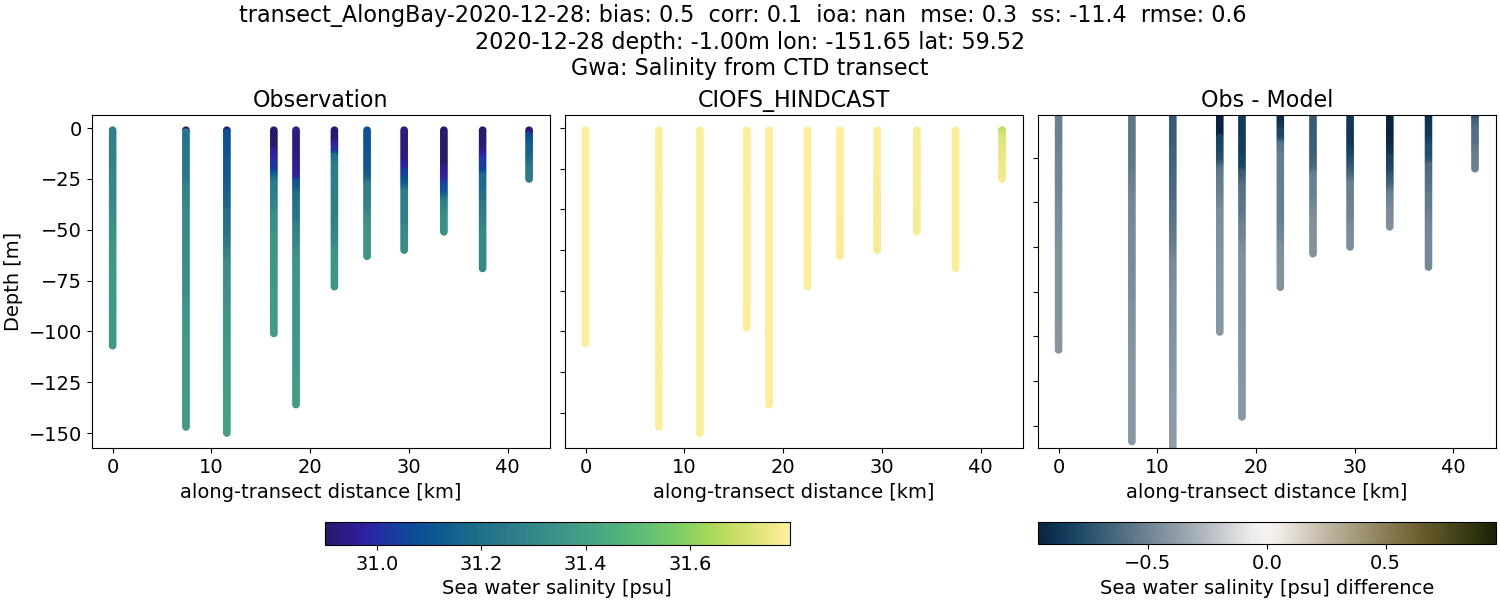 transect_AlongBay-2020-12-28: bias: 0.5  corr: 0.1  ioa: nan  mse: 0.3  ss: -11.4  rmse: 0.6
2020-12-28 depth: -1.00m lon: -151.65 lat: 59.52
Gwa: Salinity from CTD transect
Observation
CIOFS_HINDCAST
Obs - Model
Depth [m]
0
−25
−50
−75
−100
−125
−150
0 10 20 30 40
0 10 20 30 40
0 10 20 30 40
along-transect distance [km]
along-transect distance [km]
along-transect distance [km]
31.0 31.2 31.4 31.6
Sea water salinity [psu]
−0.5 0.0 0.5
Sea water salinity [psu] difference